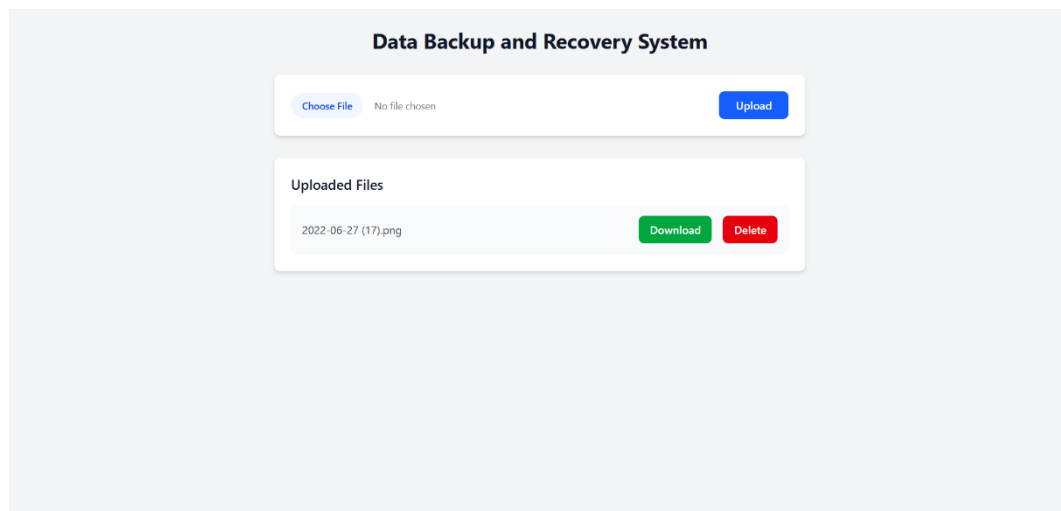 Data Backup and Recovery System
Choose File No file chosen Upload
Uploaded Files
2022-06-27 (17).png Download Delete